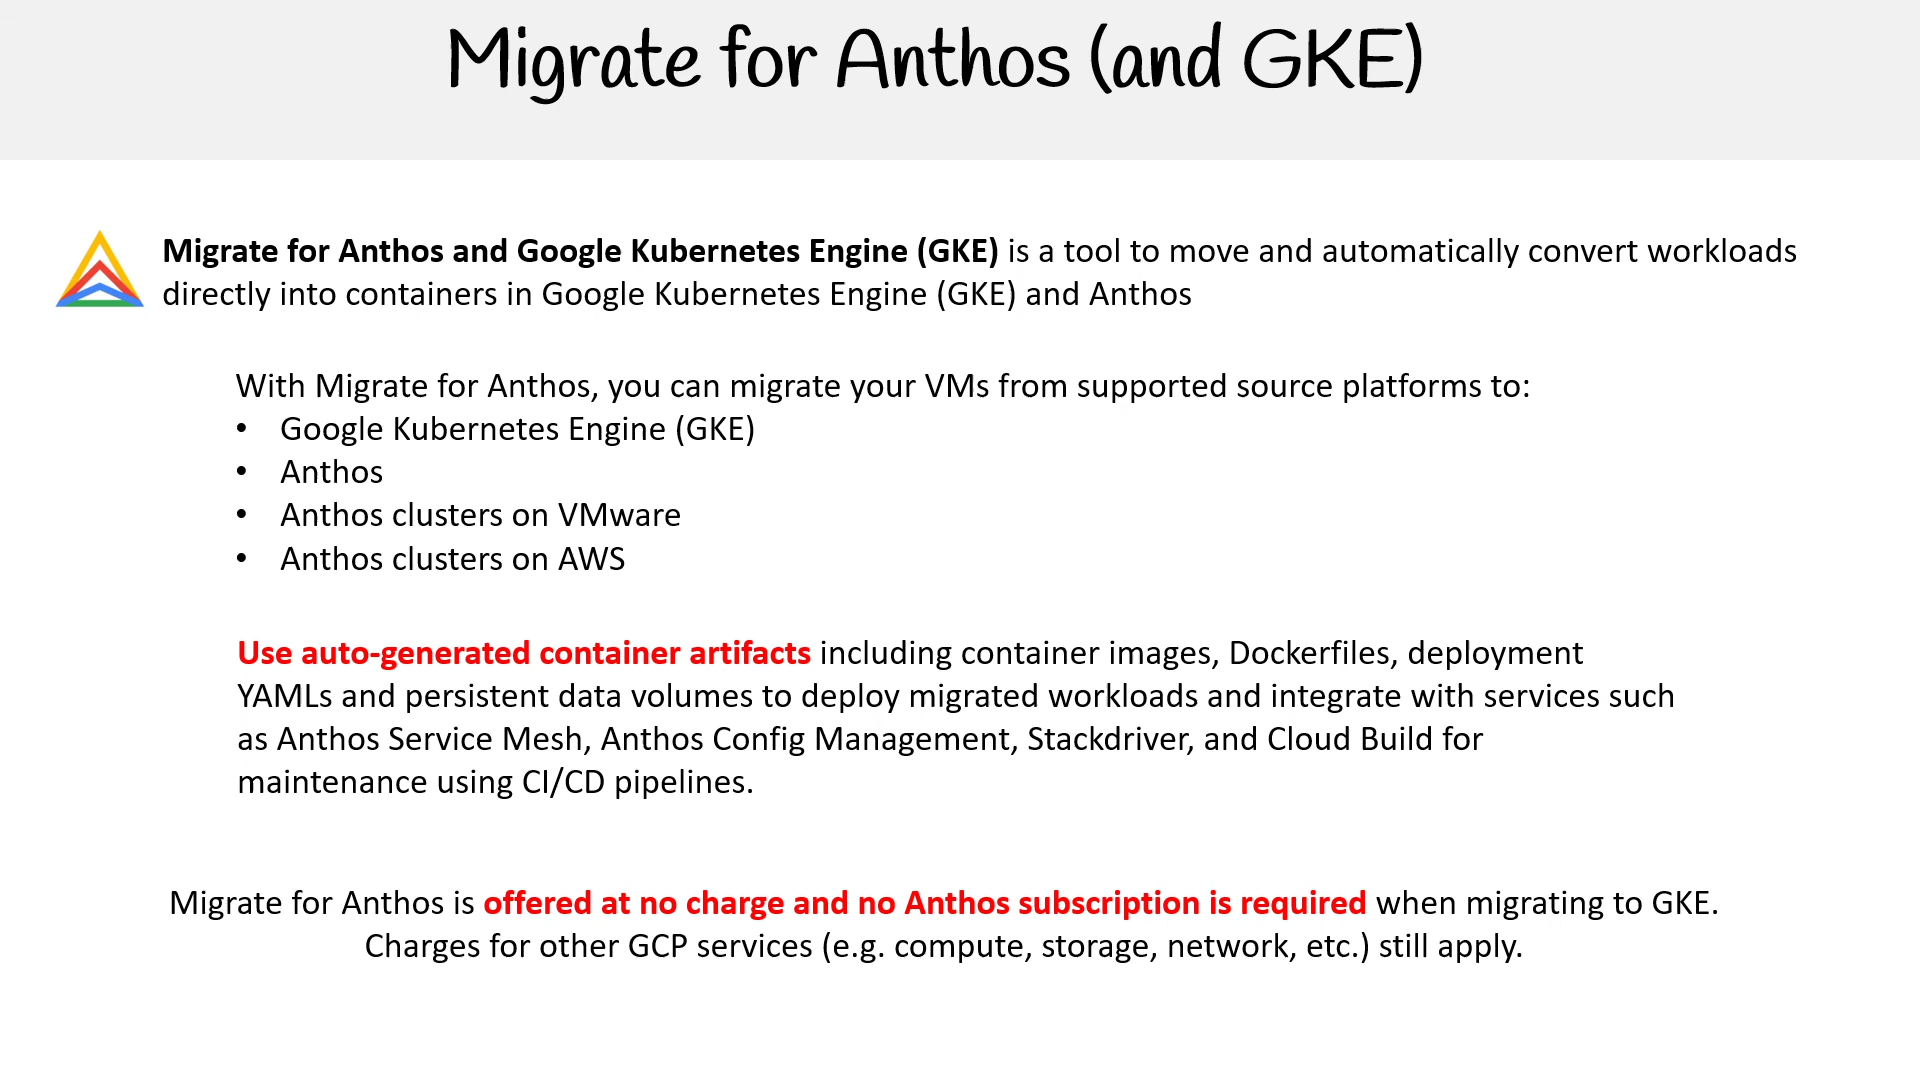 Migrate for Anthos (and GKE)
Migrate for Anthos and Google Kubernetes Engine (GKE) is a tool to move and automatically convert workloads
directly into containers in Google Kubernetes Engine (GKE) and Anthos
With Migrate for Anthos, you can migrate your VMs from supported source platforms to:
• Google Kubernetes Engine (GKE)
• Anthos
• Anthos clusters on VMware
• Anthos clusters on AWS
Use auto-generated container artifacts including container images, Dockerfiles, deployment
YAMLs and persistent data volumes to deploy migrated workloads and integrate with services such
as Anthos Service Mesh, Anthos Config Management, Stackdriver, and Cloud Build for
maintenance using CI/CD pipelines.
Migrate for Anthos is offered at no charge and no Anthos subscription is required when migrating to GKE.
Charges for other GCP services (e.g. compute, storage, network, etc.) still apply.